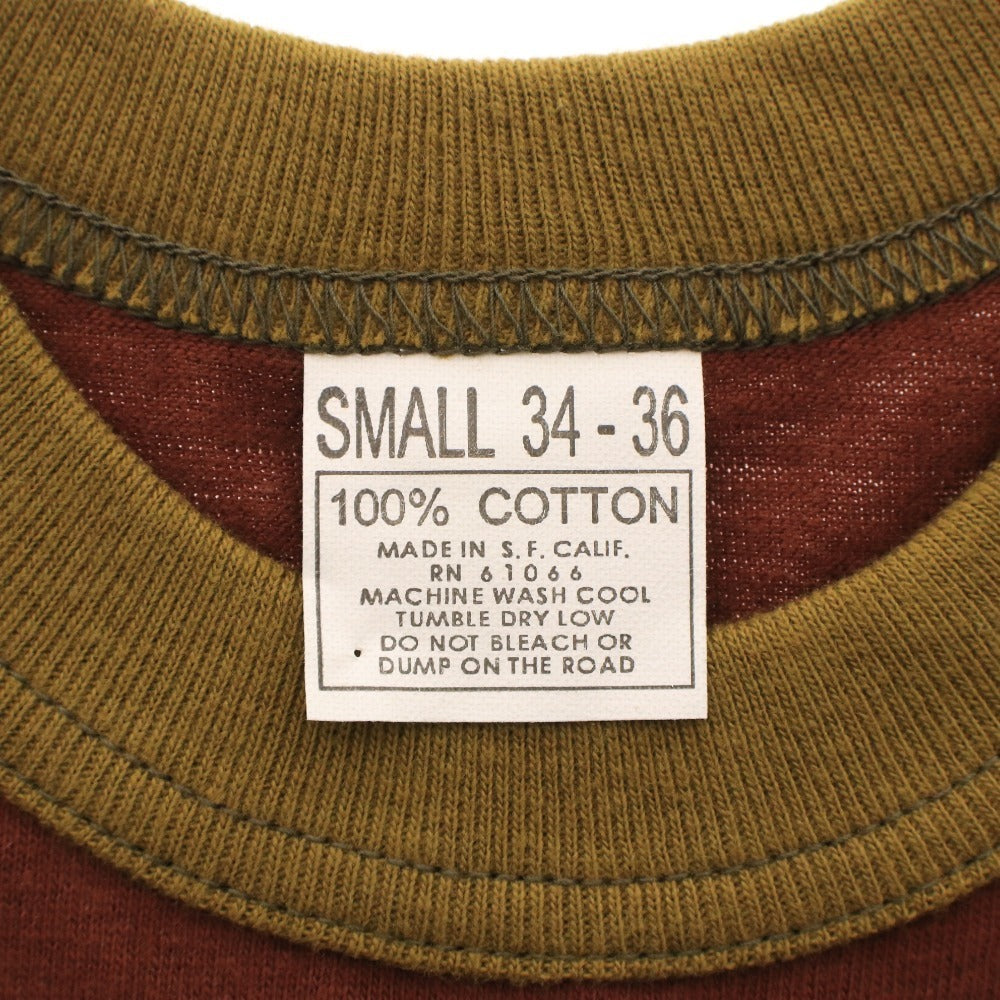 SMALL 34 - 36
100% COTTON
MADE IN S. F. CALIF.
RN 61066
MACHINE WASH COOL
TUMBLE DRY LOW
DO NOT BLEACH OR
DUMP ON THE ROAD